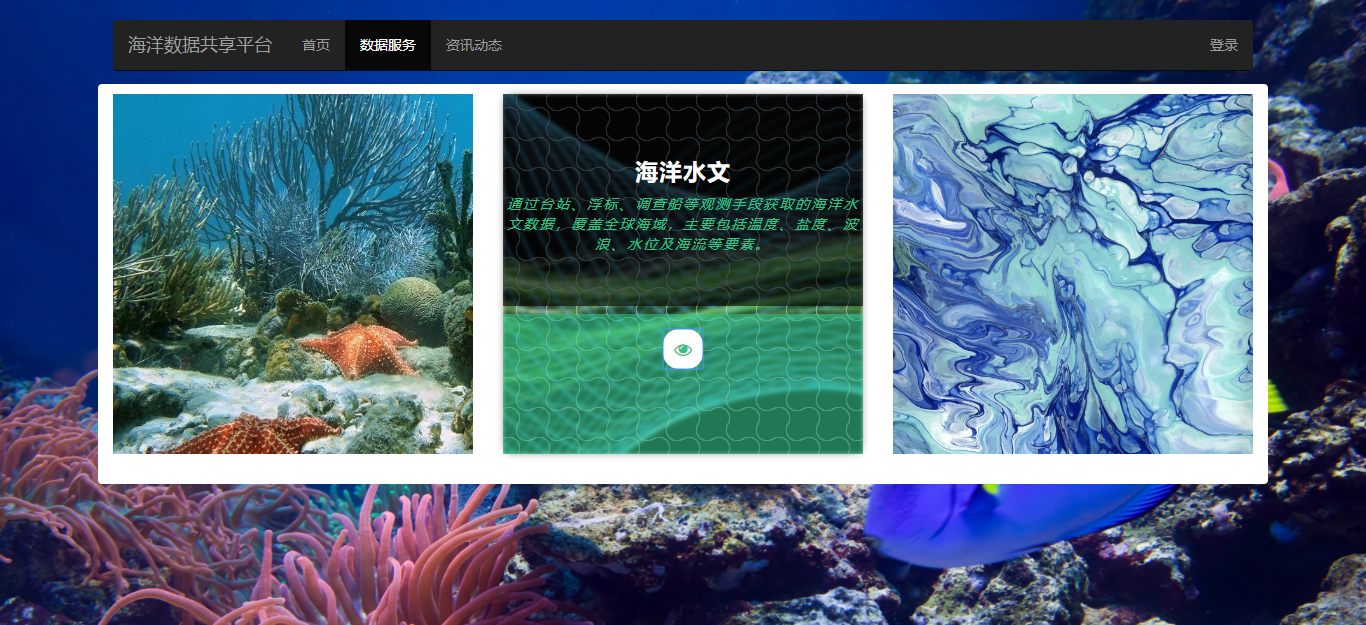 海洋数据共享平台 首页 数据服务 资讯动态 登录
海洋水文
通过台站、浮标、调查船等观测手段获取的海洋水
文数据，覆盖全球海域，主要包括温度、盐度、波
浪、水位及海流等要素。